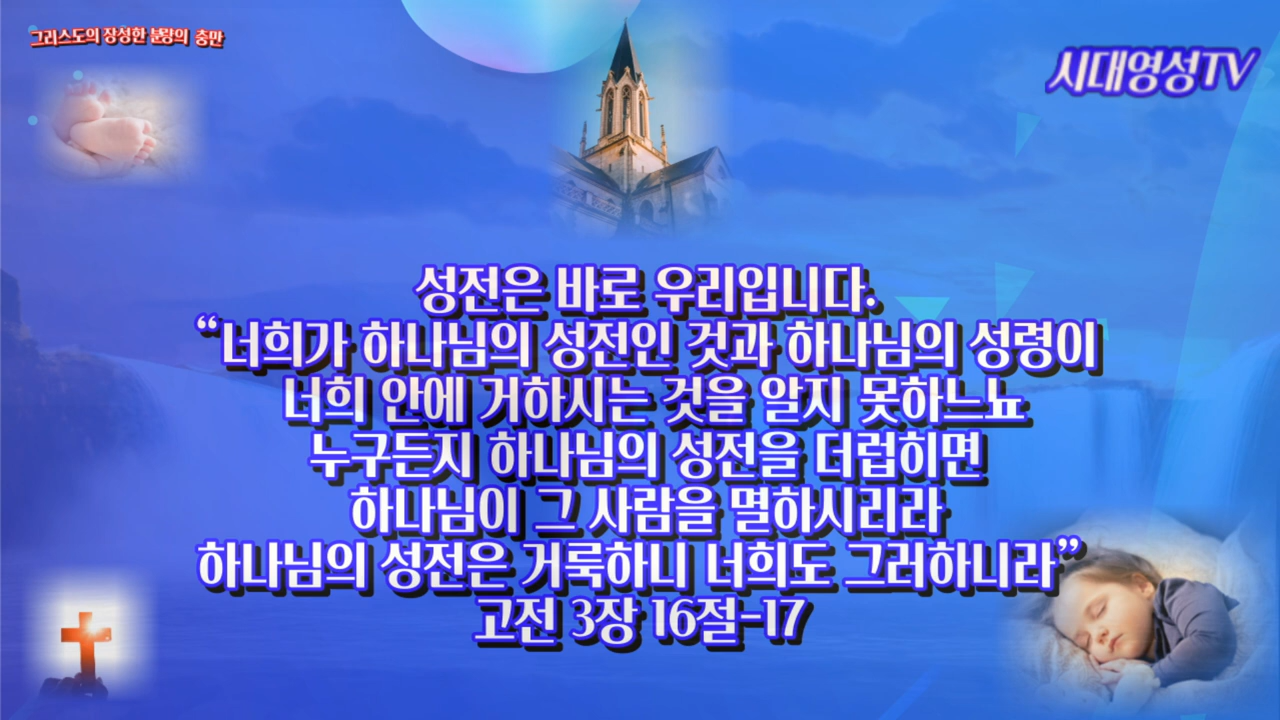 그리스도의 장성한 분량의 충만
시대영성TV
성전은 바로 우리입니다.
“너희가 하나님의 성전인 것과 하나님의 성령이
너희 안에 거하시는 것을 알지 못하느뇨
누구든지 하나님의 성전을 더럽히면
하나님이 그 사람을 멸하시리라
하나님의 성전은 거룩하니 너희도 그러하니라”
고전 3장 16절-17